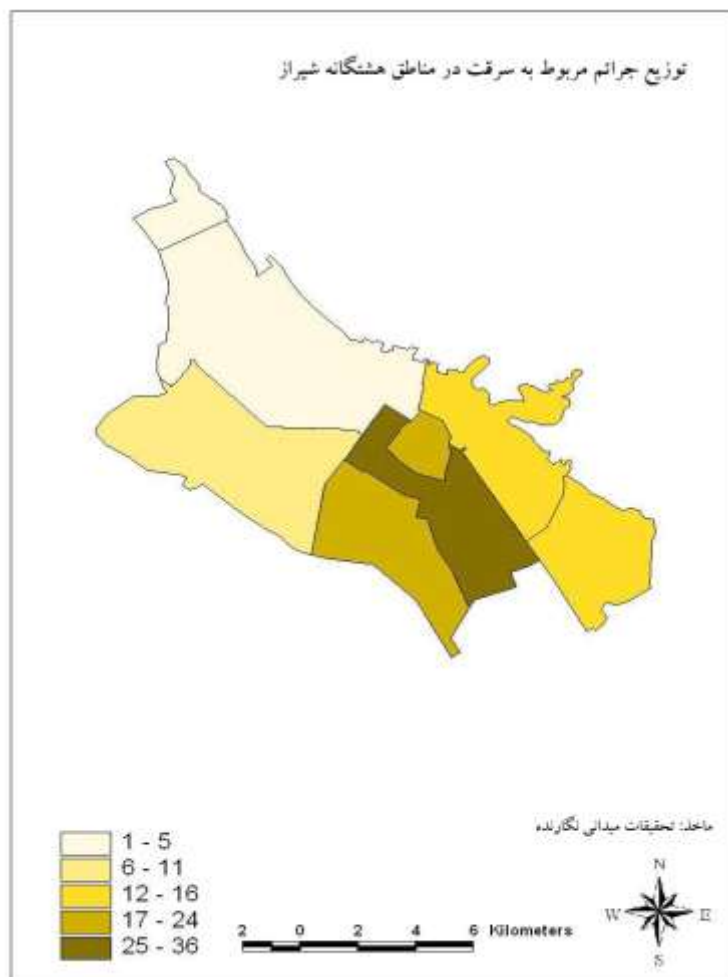 توزیع جرائم مربوط به سرقت در مناطق هشتگانه شیراز
ماخذ: تحقیقات میدانی نگارنده
1 - 5
6 - 11
12 - 16
17 - 24
25 - 36
2 0 2 4 6 Kilometers
N
W E
S